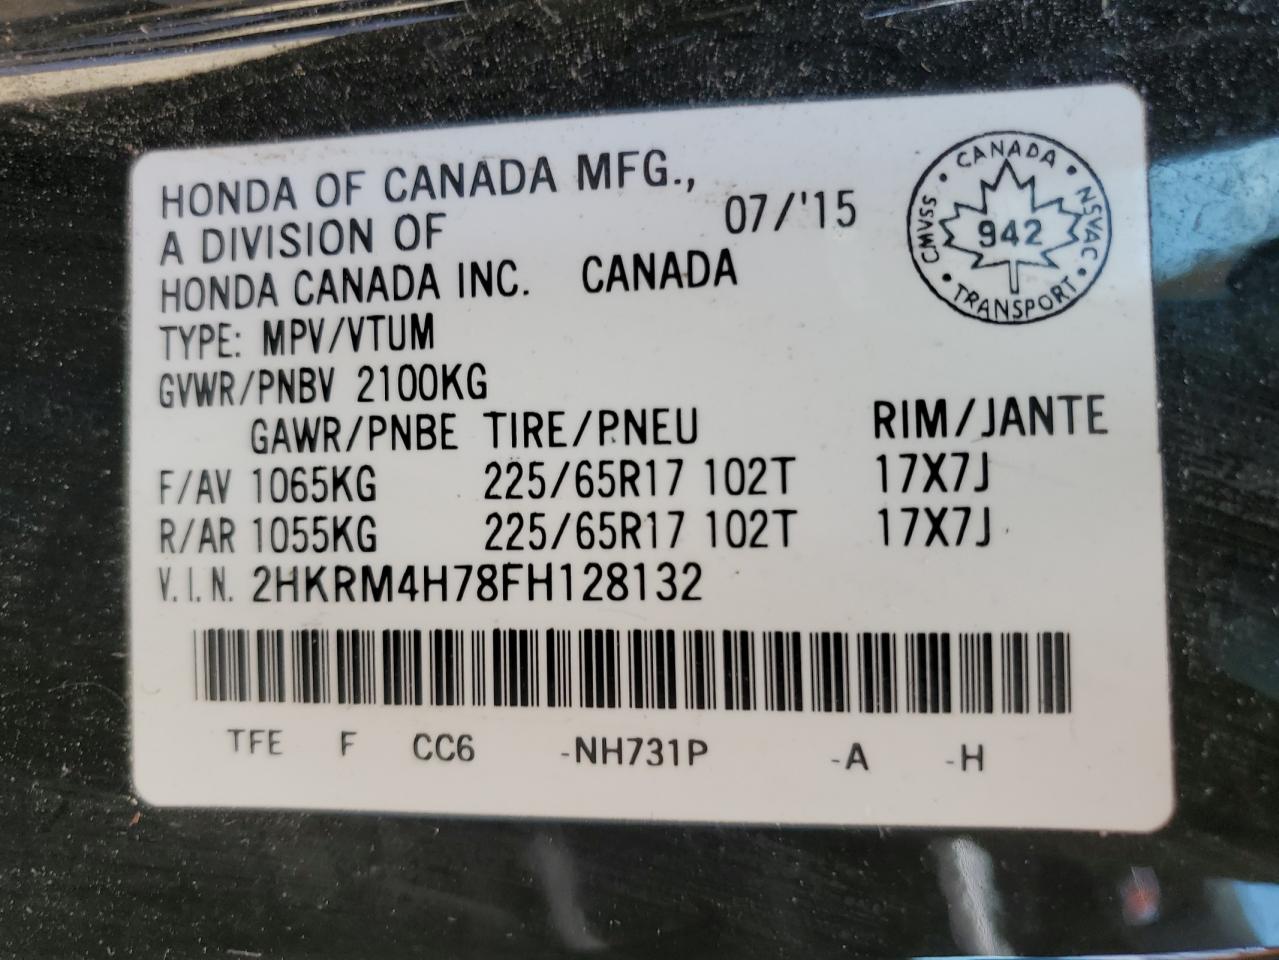 HONDA OF CANADA MFG.,
A DIVISION OF
HONDA CANADA INC. CANADA
07/'15
CANADA
CMVSS 942 NSVAC
TRANSPORT
TYPE: MPV/VTUM
GVWR/PNBV 2100KG
GAWR/PNBE TIRE/PNEU RIM/JANTE
F/AV 1065KG 225/65R17 102T 17X7J
R/AR 1055KG 225/65R17 102T 17X7J
V.I.N. 2HKRM4H78FH128132
TFE F CC6 -NH731P -A -H